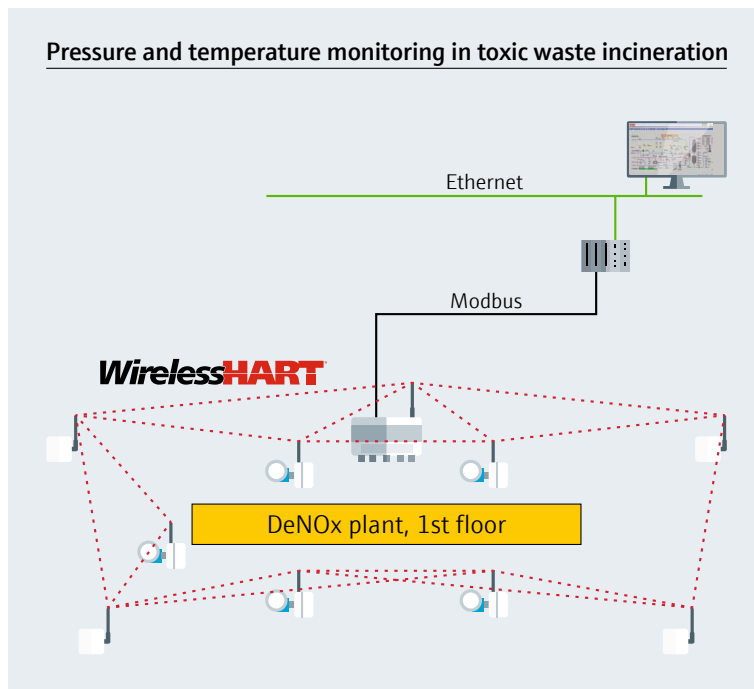 Pressure and temperature monitoring in toxic waste incineration
Ethernet
Modbus
WirelessHART
DeNOx plant, 1st floor